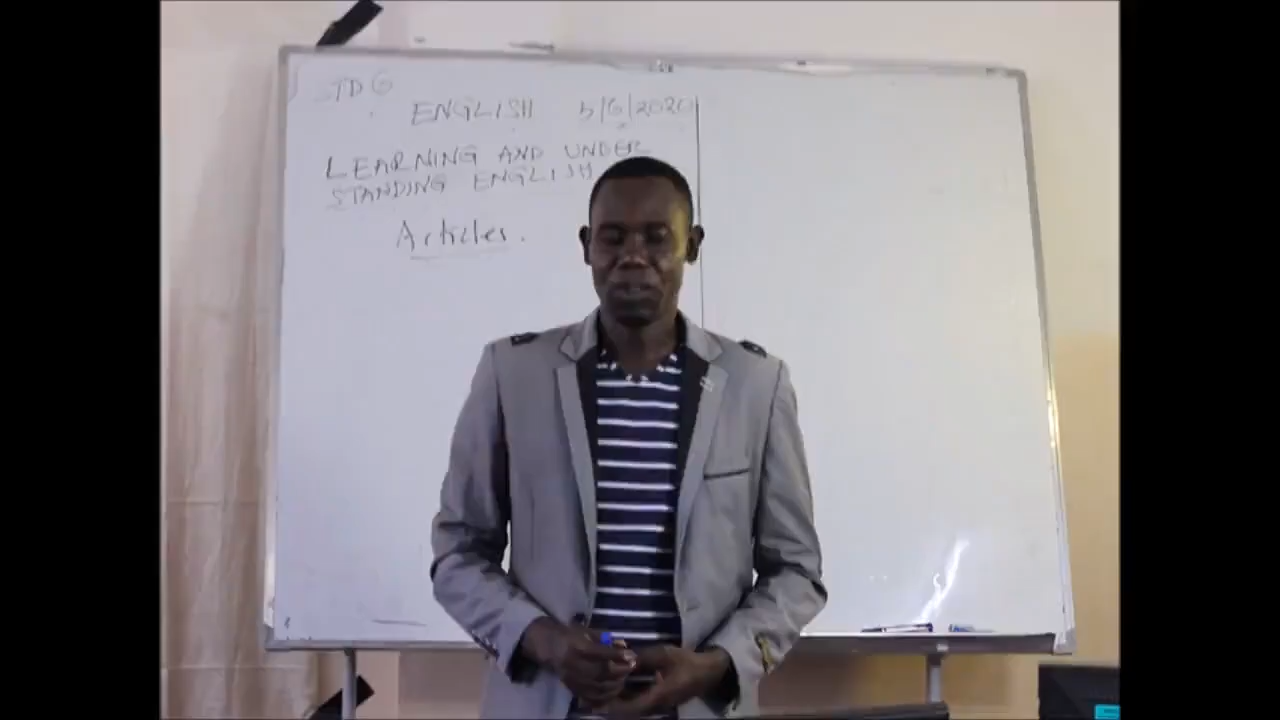 STD 6
ENGLISH 5/6/2020
LEARNING AND UNDER
STANDING ENGLISH
Articles.